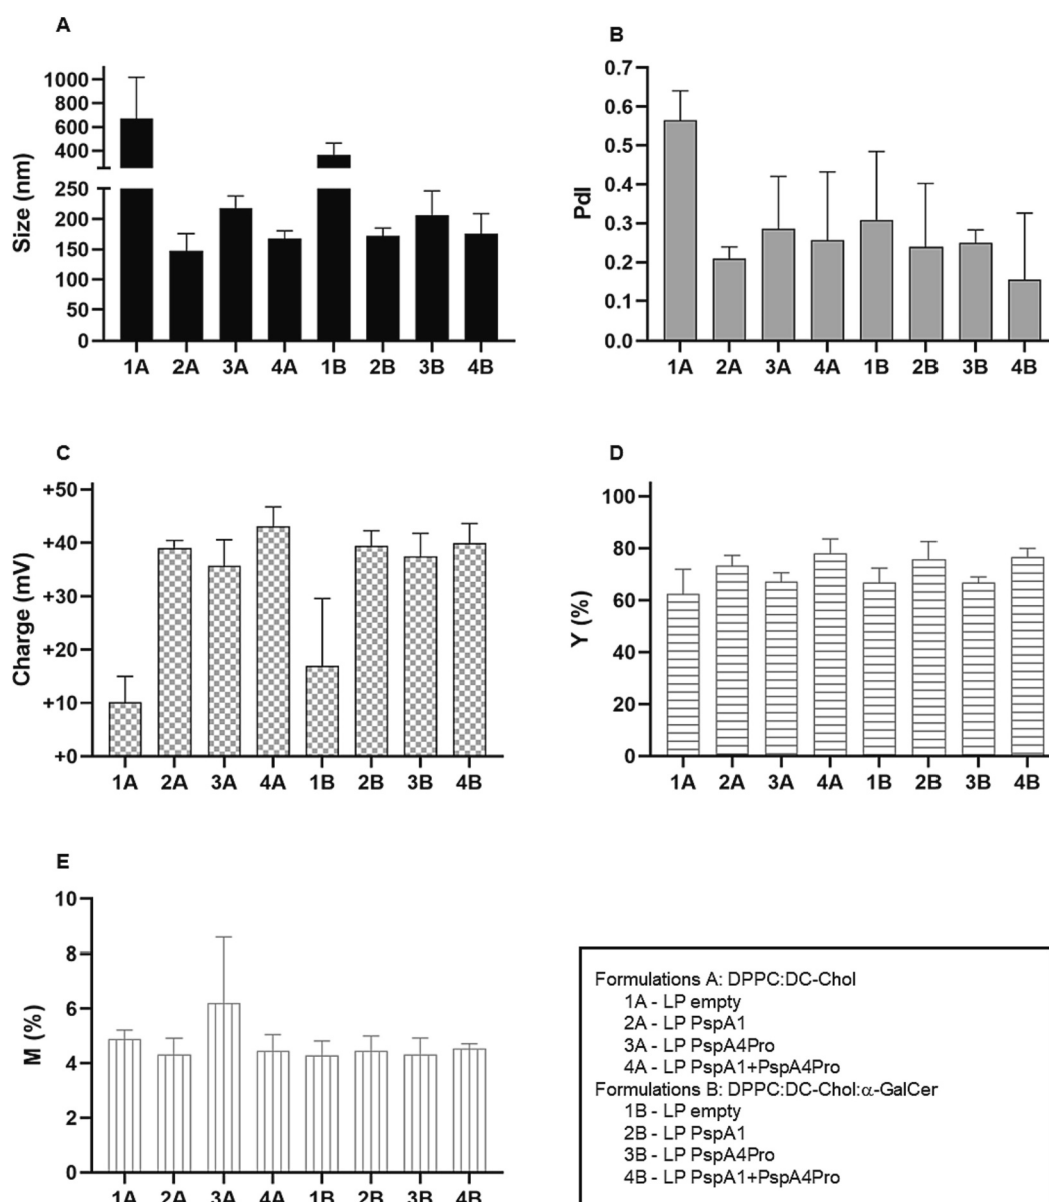 A
Size (nm)
1000
800
600
400
250
200
150
100
50
0
1A 2A 3A 4A 1B 2B 3B 4B
B
PdI
0.7
0.6
0.5
0.4
0.3
0.2
0.1
0.0
1A 2A 3A 4A 1B 2B 3B 4B
C
Charge (mV)
+50
+40
+30
+20
+10
+0
1A 2A 3A 4A 1B 2B 3B 4B
D
Y (%)
100
80
60
40
20
0
1A 2A 3A 4A 1B 2B 3B 4B
E
M (%)
10
8
6
4
2
0
1A 2A 3A 4A 1B 2B 3B 4B
Formulations A: DPPC:DC-Chol
1A - LP empty
2A - LP PspA1
3A - LP PspA4Pro
4A - LP PspA1+PspA4Pro
Formulations B: DPPC:DC-Chol:α-GalCer
1B - LP empty
2B - LP PspA1
3B - LP PspA4Pro
4B - LP PspA1+PspA4Pro